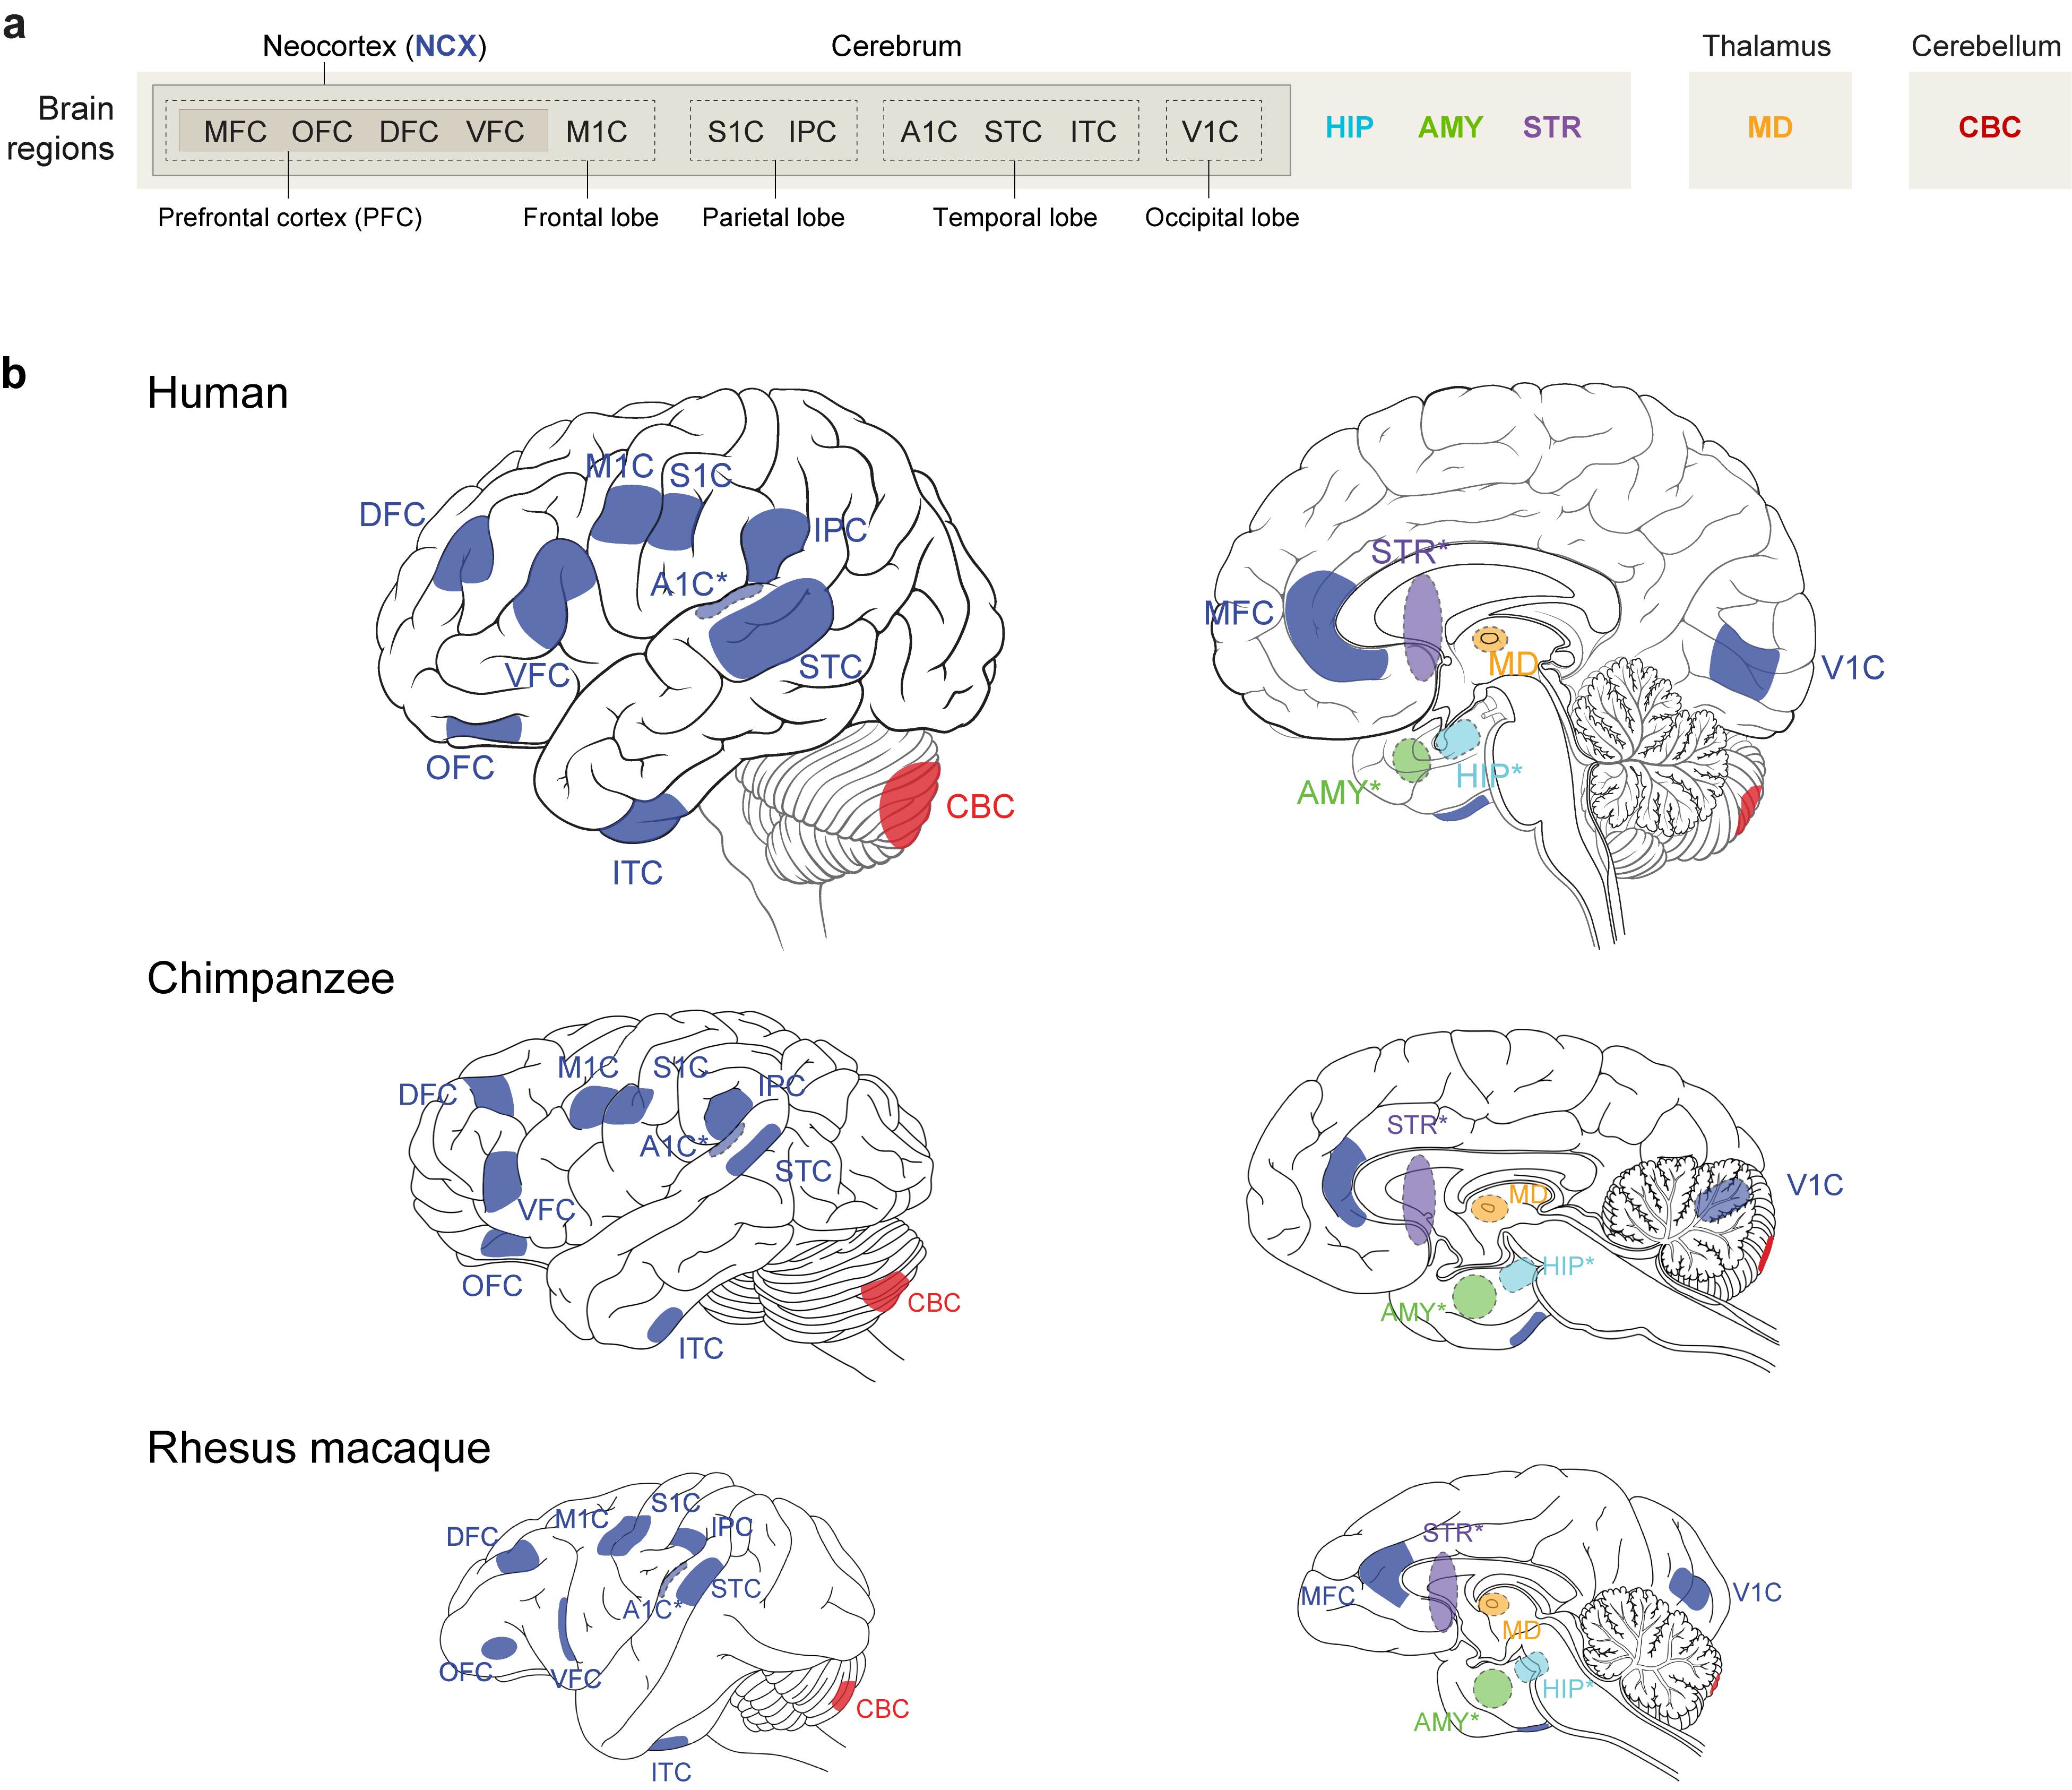 a
Neocortex (NCX)
Cerebrum
Thalamus
Cerebellum
Brain regions
MFC OFC DFC VFC M1C S1C IPC A1C STC ITC V1C HIP AMY STR MD CBC
Prefrontal cortex (PFC)
Frontal lobe
Parietal lobe
Temporal lobe
Occipital lobe
b
Human
M1C
S1C
DFC
IPC
A1C*
VFC
STC
OFC
CBC
ITC
STR*
MFC
MD
V1C
HIP*
AMY*
Chimpanzee
M1C
S1C
IPC
DFC
A1C*
STC
VFC
OFC
CBC
ITC
STR*
MD
V1C
HIP*
AMY*
Rhesus macaque
S1C
M1C
IPC
DFC
STC
A1C*
OFC
VFC
CBC
ITC
STR*
MFC
V1C
MD
HIP*
AMY*